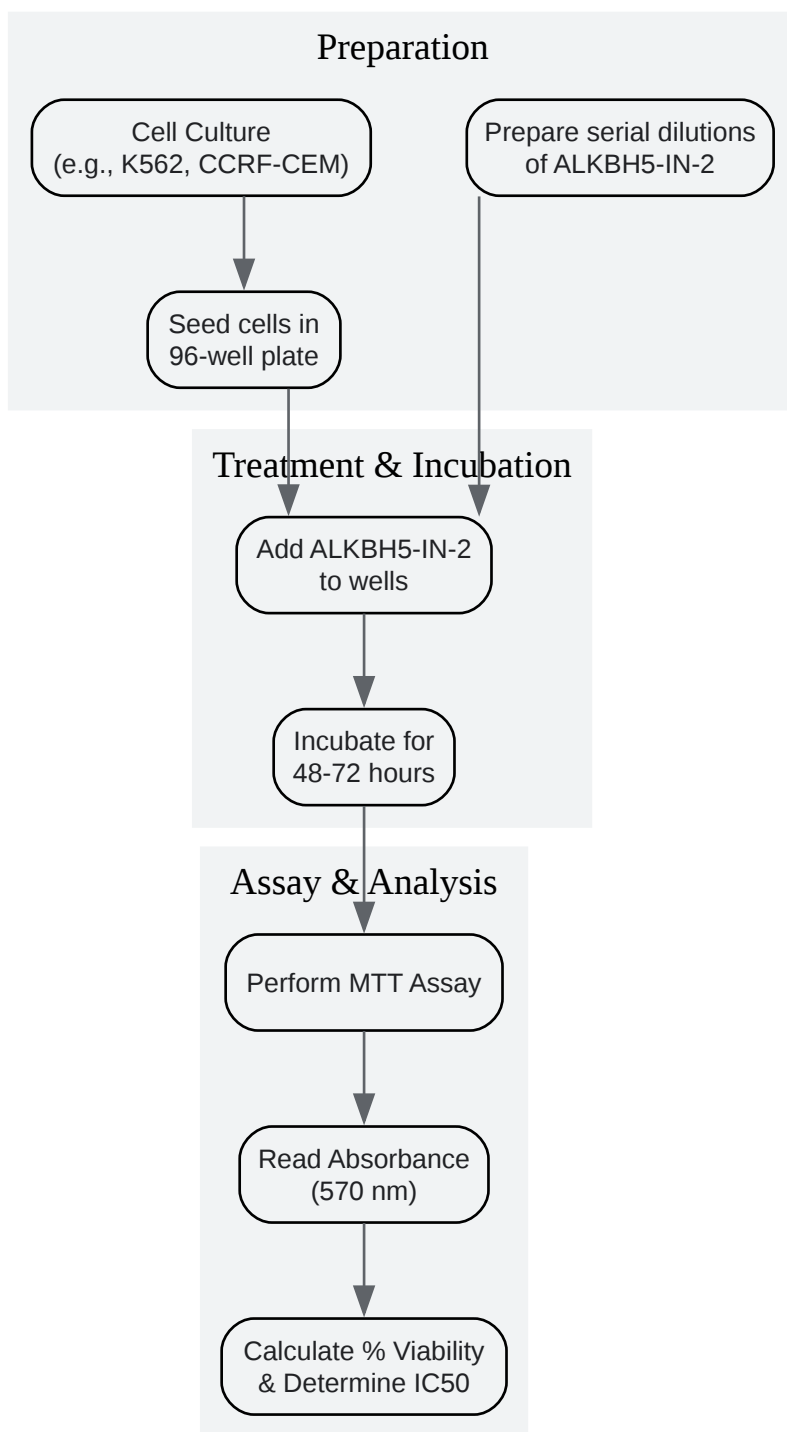 Preparation
Cell Culture
(e.g., K562, CCRF-CEM)
Prepare serial dilutions
of ALKBH5-IN-2
Seed cells in
96-well plate
Treatment & Incubation
Add ALKBH5-IN-2
to wells
Incubate for
48-72 hours
Assay & Analysis
Perform MTT Assay
Read Absorbance
(570 nm)
Calculate % Viability
& Determine IC50